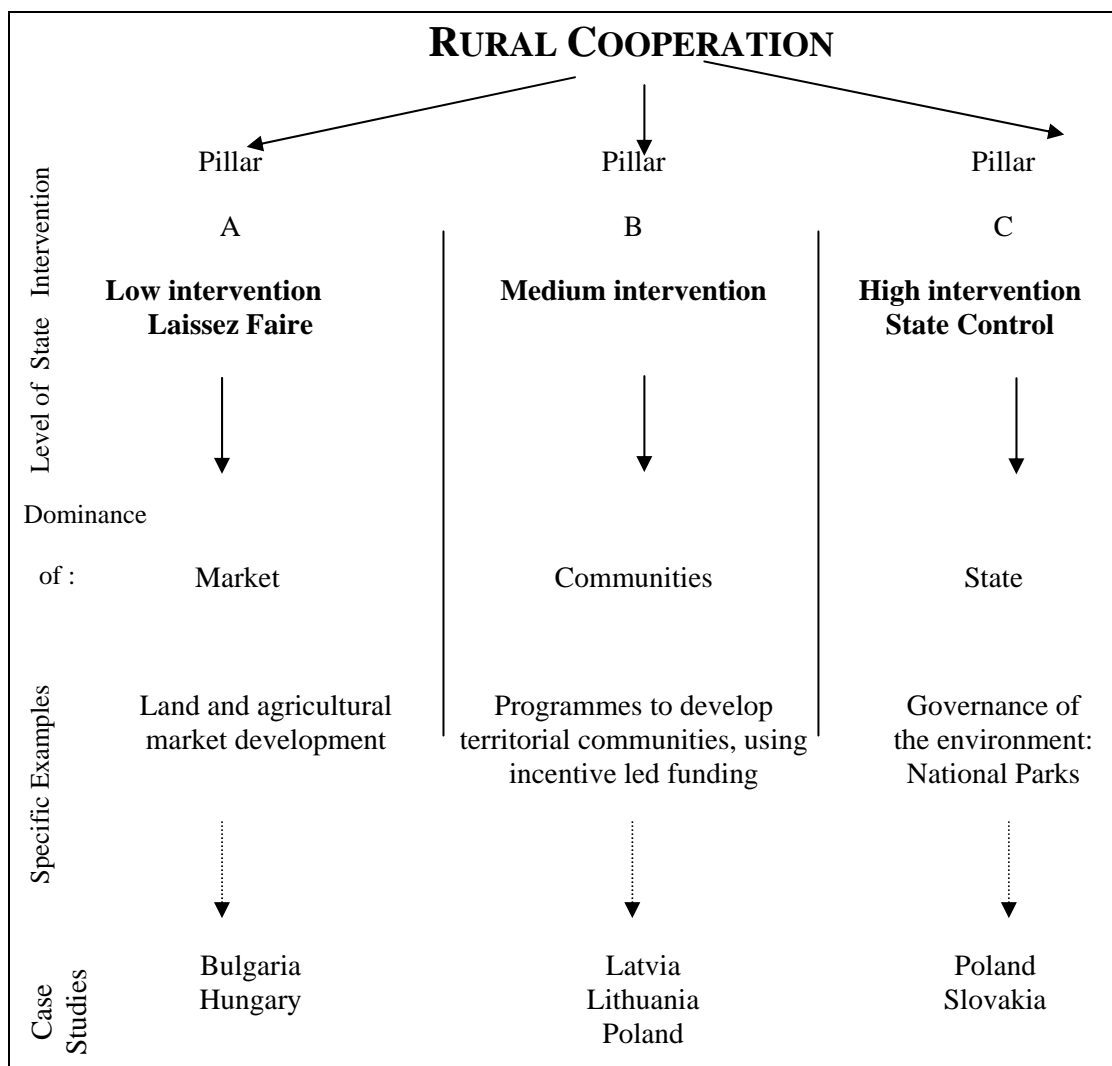 RURAL COOPERATION
Pillar Pillar Pillar
A B C
Level of State Intervention
Low intervention Medium intervention High intervention
Laissez Faire State Control
Dominance
of : Market Communities State
Specific Examples
Land and agricultural Programmes to develop Governance of
market development territorial communities, using the environment:
incentive led funding National Parks
Case
Studies
Bulgaria Latvia Poland
Hungary Lithuania Slovakia
Poland